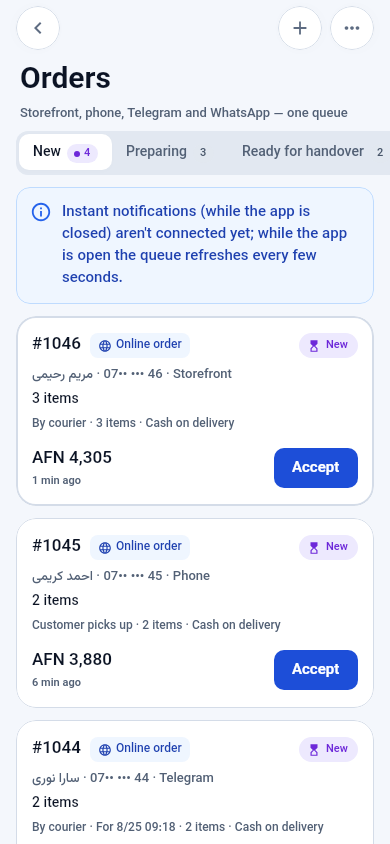 Orders
Storefront, phone, Telegram and WhatsApp — one queue
New 4 Preparing 3 Ready for handover 2
Instant notifications (while the app is
closed) aren't connected yet; while the app
is open the queue refreshes every few
seconds.
#1046 Online order New
مریم رحیمی · 07•• ••• 46 · Storefront
3 items
By courier · 3 items · Cash on delivery
AFN 4,305
Accept
1 min ago
#1045 Online order New
احمد کریمی · 07•• ••• 45 · Phone
2 items
Customer picks up · 2 items · Cash on delivery
AFN 3,880
Accept
6 min ago
#1044 Online order New
سارا نوری · 07•• ••• 44 · Telegram
2 items
By courier · For 8/25 09:18 · 2 items · Cash on delivery